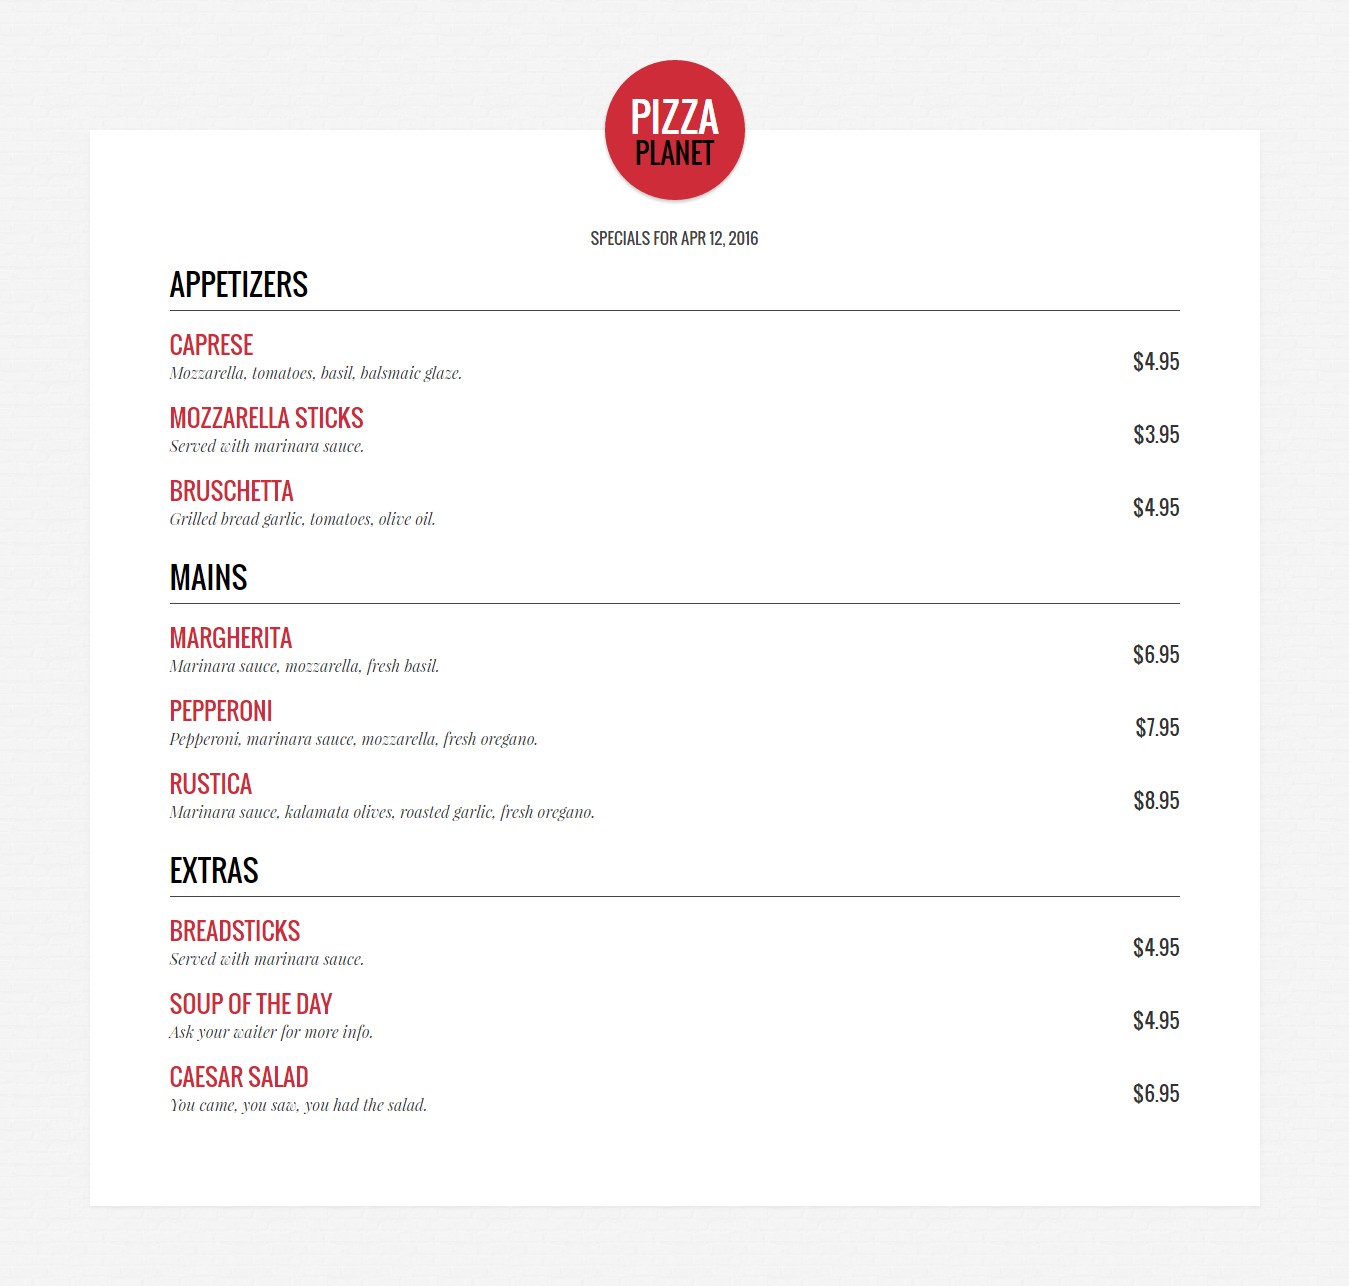 PIZZA
PLANET
SPECIALS FOR APR 12, 2016
APPETIZERS
CAPRESE
Mozzarella, tomatoes, basil, balsmaic glaze.
$4.95
MOZZARELLA STICKS
Served with marinara sauce.
$3.95
BRUSCHETTA
Grilled bread garlic, tomatoes, olive oil.
$4.95
MAINS
MARGHERITA
Marinara sauce, mozzarella, fresh basil.
$6.95
PEPPERONI
Pepperoni, marinara sauce, mozzarella, fresh oregano.
$7.95
RUSTICA
Marinara sauce, kalamata olives, roasted garlic, fresh oregano.
$8.95
EXTRAS
BREADSTICKS
Served with marinara sauce.
$4.95
SOUP OF THE DAY
Ask your waiter for more info.
$4.95
CAESAR SALAD
You came, you saw, you had the salad.
$6.95